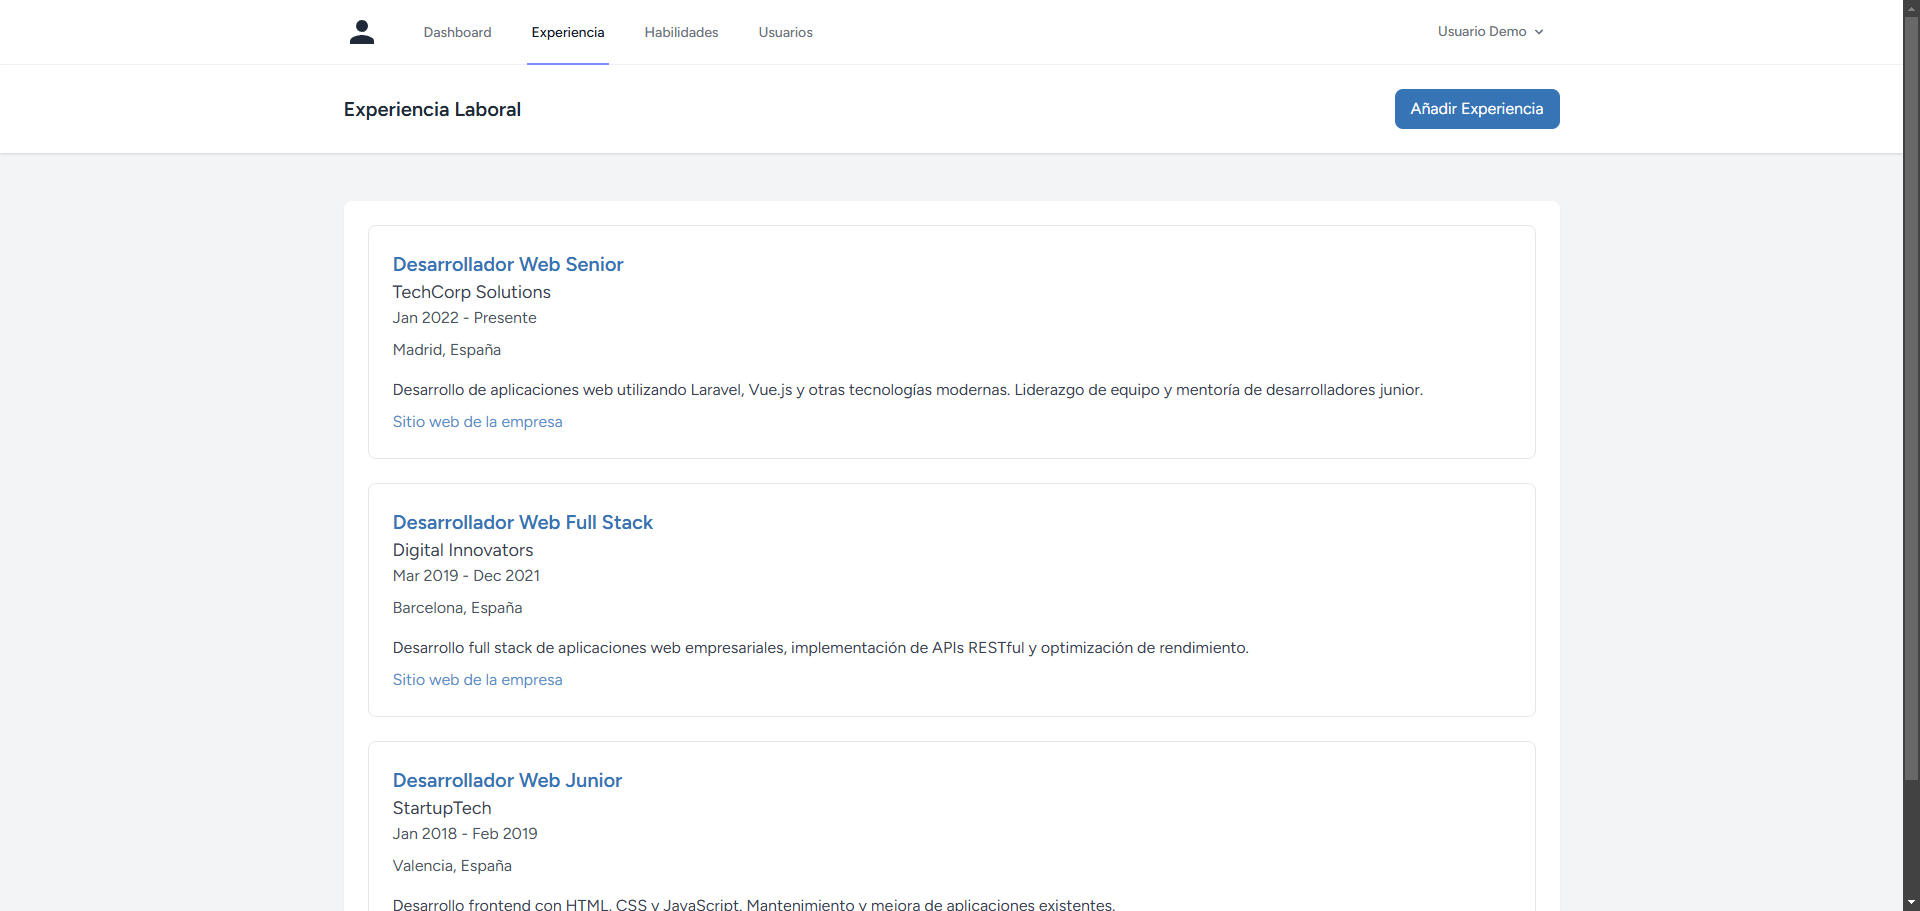 Dashboard
Experiencia
Habilidades
Usuarios
Usuario Demo
Experiencia Laboral
Añadir Experiencia
Desarrollador Web Senior
TechCorp Solutions
Jan 2022 - Presente
Madrid, España
Desarrollo de aplicaciones web utilizando Laravel, Vue.js y otras tecnologías modernas. Liderazgo de equipo y mentoría de desarrolladores junior.
Sitio web de la empresa
Desarrollador Web Full Stack
Digital Innovators
Mar 2019 - Dec 2021
Barcelona, España
Desarrollo full stack de aplicaciones web empresariales, implementación de APIs RESTful y optimización de rendimiento.
Sitio web de la empresa
Desarrollador Web Junior
StartupTech
Jan 2018 - Feb 2019
Valencia, España
Desarrollo frontend con HTML, CSS y JavaScript. Mantenimiento y mejora de aplicaciones existentes.